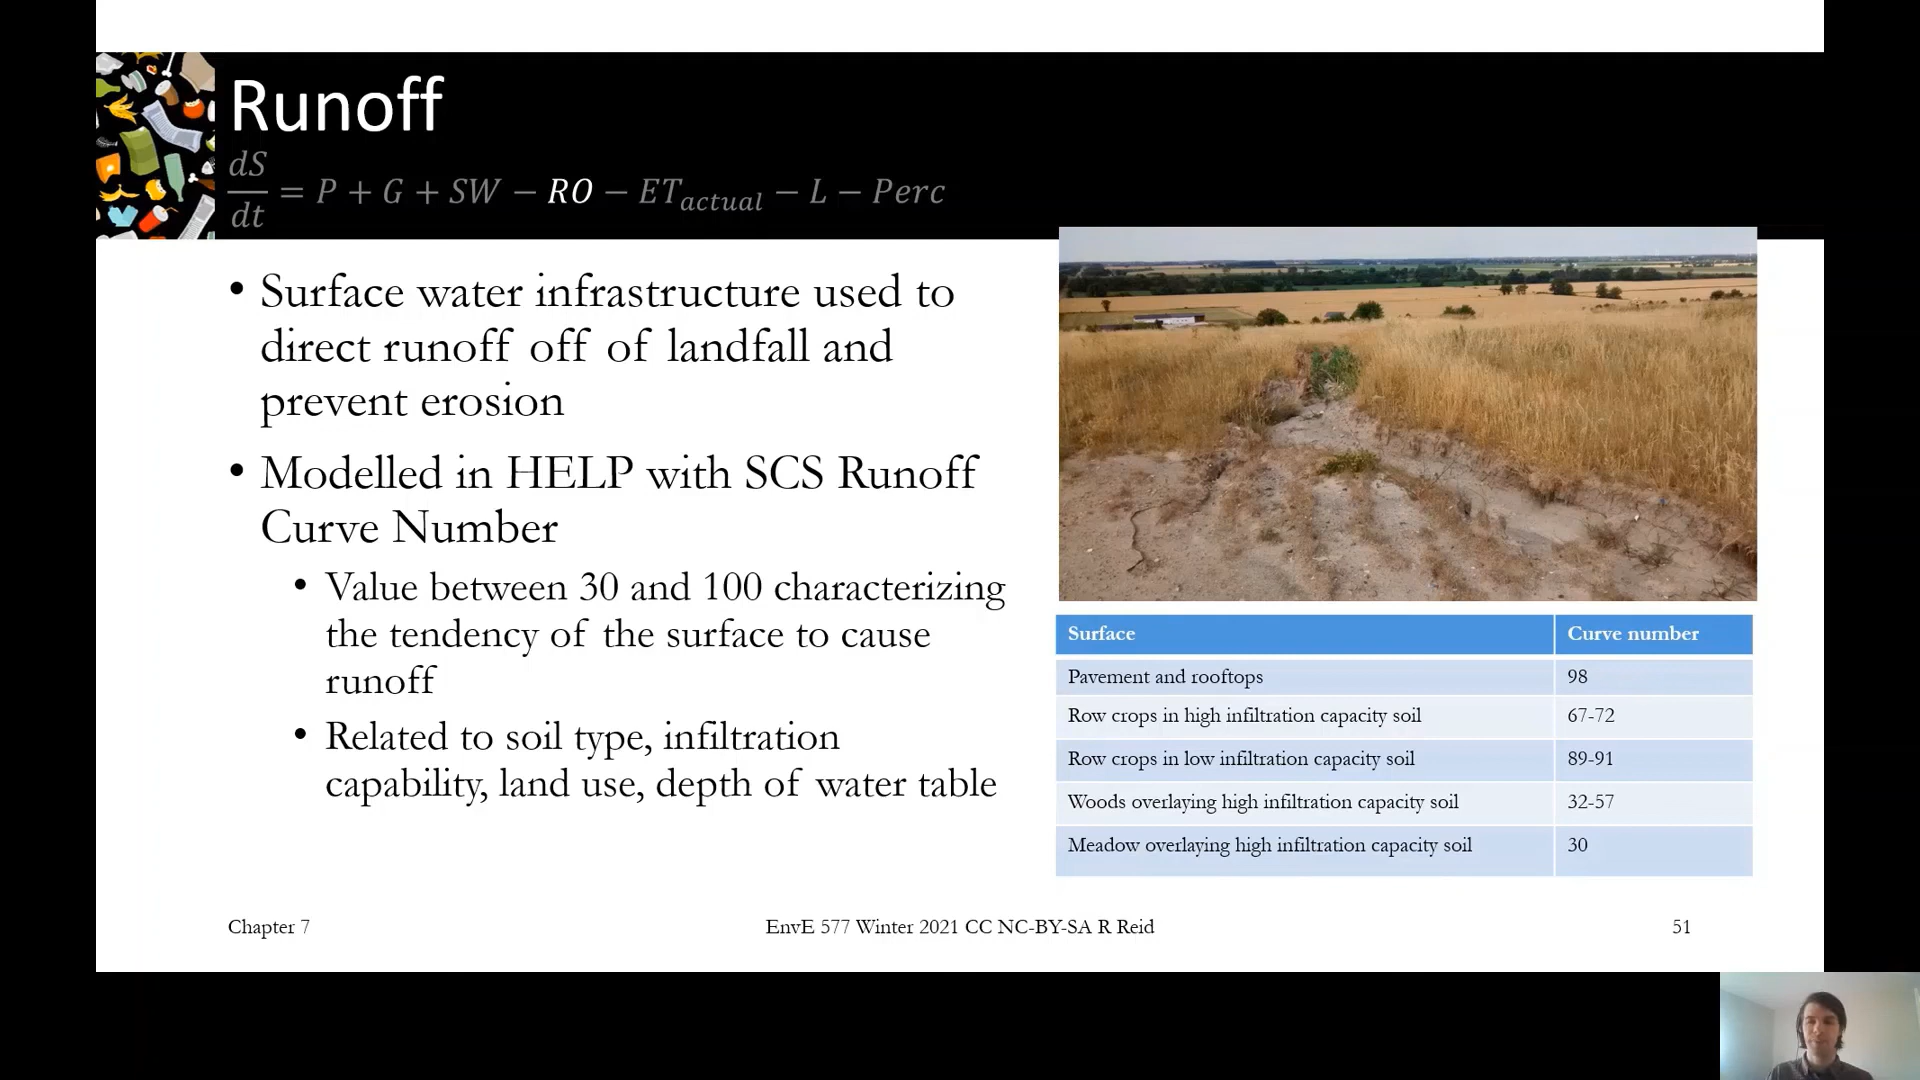 Runoff
dS/dt = P + G + SW − RO − ET_actual − L − Perc
• Surface water infrastructure used to
direct runoff off of landfall and
prevent erosion
• Modelled in HELP with SCS Runoff
Curve Number
• Value between 30 and 100 characterizing
the tendency of the surface to cause
runoff
• Related to soil type, infiltration
capability, land use, depth of water table
Surface Curve number
Pavement and rooftops 98
Row crops in high infiltration capacity soil 67-72
Row crops in low infiltration capacity soil 89-91
Woods overlaying high infiltration capacity soil 32-57
Meadow overlaying high infiltration capacity soil 30
Chapter 7 EnvE 577 Winter 2021 CC NC-BY-SA R Reid 51